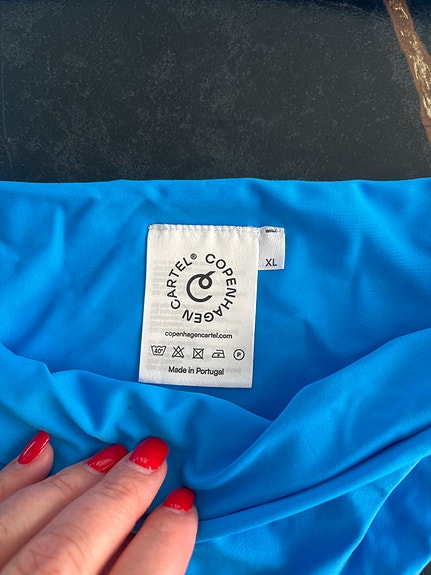 COPENHAGEN CARTEL®
XL
copenhagencartel.com
40°
P
Made in Portugal